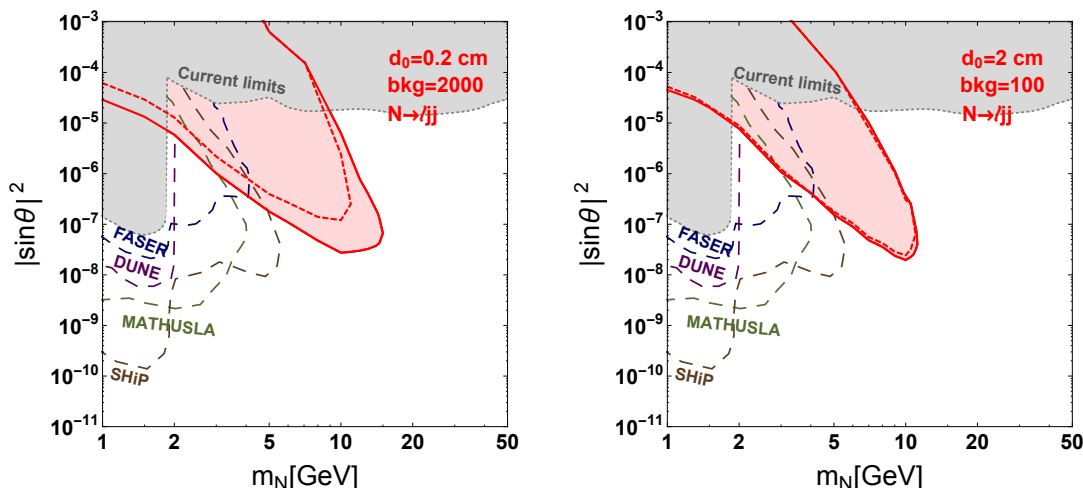 10⁻³
10⁻⁴
10⁻⁵
10⁻⁶
10⁻⁷
10⁻⁸
10⁻⁹
10⁻¹⁰
10⁻¹¹
|sinθ|²
Current limits
d₀=0.2 cm
bkg=2000
N→ℓjj
FASER
DUNE
MATHUSLA
SHiP
1 2 5 10 20 50
m_N[GeV]
10⁻³
10⁻⁴
10⁻⁵
10⁻⁶
10⁻⁷
10⁻⁸
10⁻⁹
10⁻¹⁰
10⁻¹¹
|sinθ|²
Current limits
d₀=2 cm
bkg=100
N→ℓjj
FASER
DUNE
MATHUSLA
SHiP
1 2 5 10 20 50
m_N[GeV]